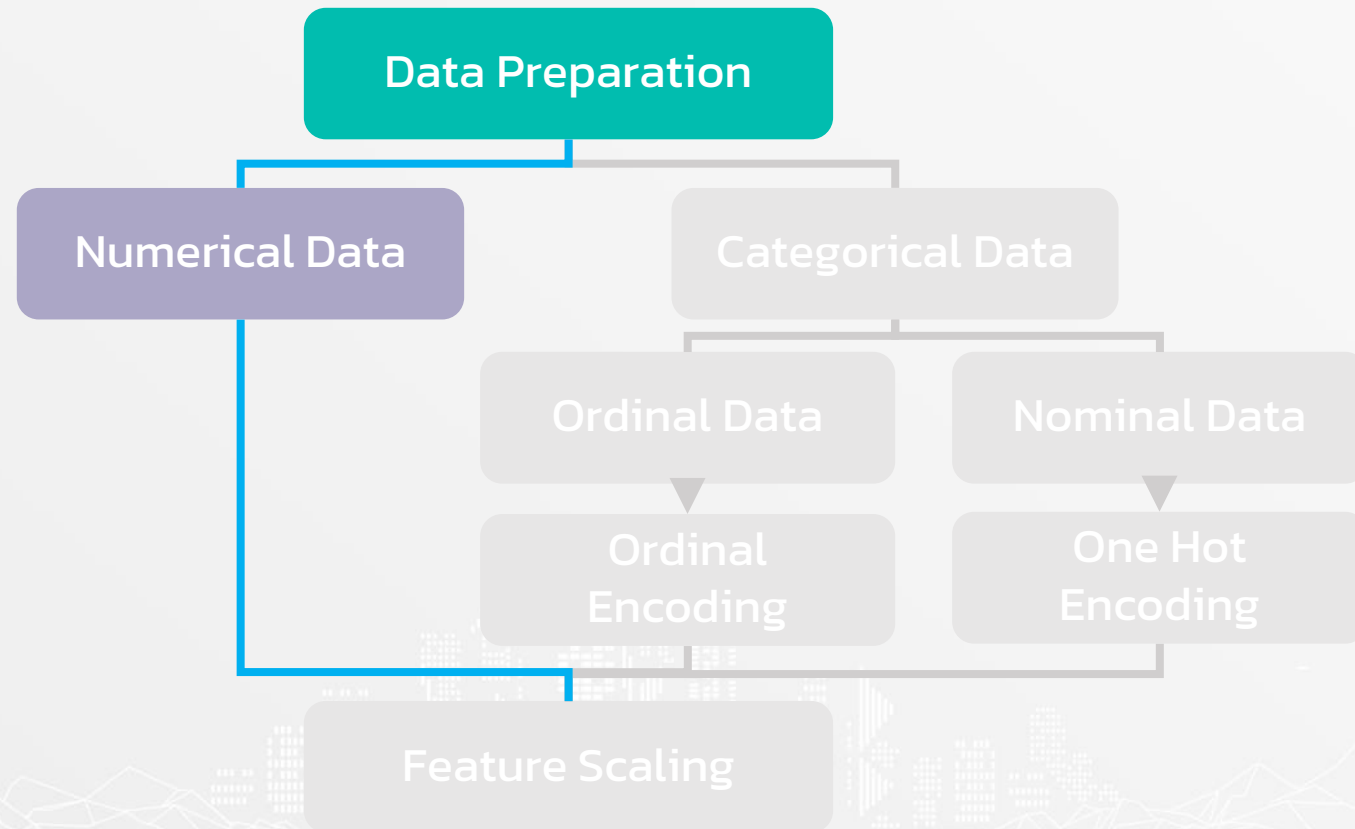 Data Preparation
Numerical Data
Categorical Data
Ordinal Data
Nominal Data
Ordinal
Encoding
One Hot
Encoding
Feature Scaling